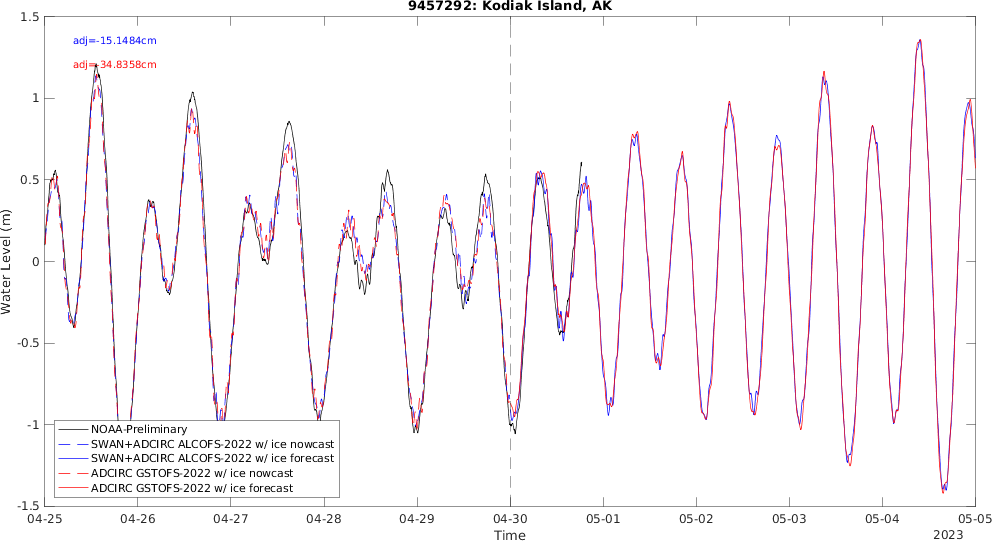 9457292: Kodiak Island, AK
adj=-15.1484cm
adj=-34.8358cm
Water Level (m)
1.5
1
0.5
0
-0.5
-1
-1.5
NOAA-Preliminary
SWAN+ADCIRC ALCOFS-2022 w/ ice nowcast
SWAN+ADCIRC ALCOFS-2022 w/ ice forecast
ADCIRC GSTOFS-2022 w/ ice nowcast
ADCIRC GSTOFS-2022 w/ ice forecast
04-25 04-26 04-27 04-28 04-29 04-30 05-01 05-02 05-03 05-04 05-05
Time
2023